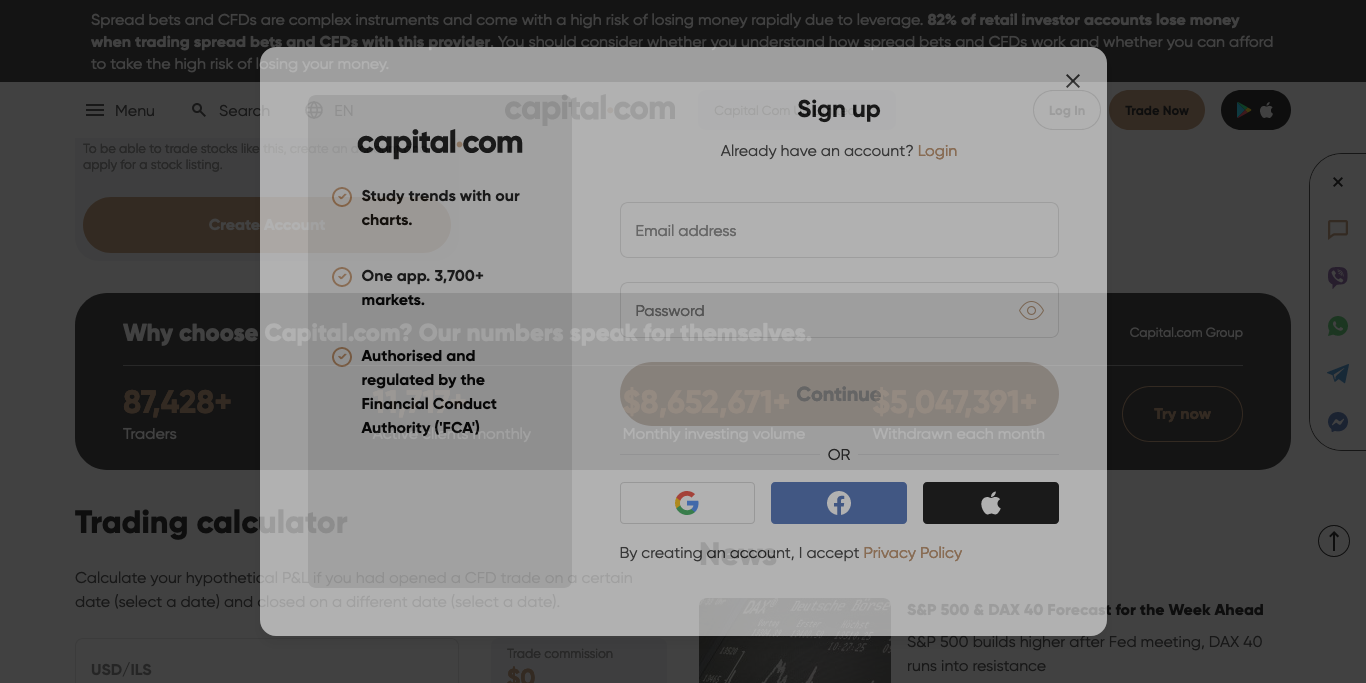 Spread bets and CFDs are complex instruments and come with a high risk of losing money rapidly due to leverage. 82% of retail investor accounts lose money
when trading spread bets and CFDs with this provider. You should consider whether you understand how spread bets and CFDs work and whether you can afford
to take the high risk of losing your money.
Menu
Search
EN
capital.com
Capital Com
Log In
Trade Now
To be able to trade stocks like this, create an
apply for a stock listing.
Create Account
Why choose Capital.com? Our numbers speak for themselves.
Capital.com Group
87,428+
Traders
Active clients monthly
$8,652,671+
Monthly investing volume
$5,047,391+
Withdrawn each month
Try now
Trading calculator
Calculate your hypothetical P&L if you had opened a CFD trade on a certain
date (select a date) and closed on a different date (select a date).
USD/ILS
Trade commission
$0
News
DAX
Deutsche Börse
S&P 500 & DAX 40 Forecast for the Week Ahead
S&P 500 builds higher after Fed meeting, DAX 40
runs into resistance
capital.com
Study trends with our
charts.
One app. 3,700+
markets.
Authorised and
regulated by the
Financial Conduct
Authority ('FCA')
Sign up
Already have an account? Login
Email address
Password
Continue
OR
By creating an account, I accept Privacy Policy